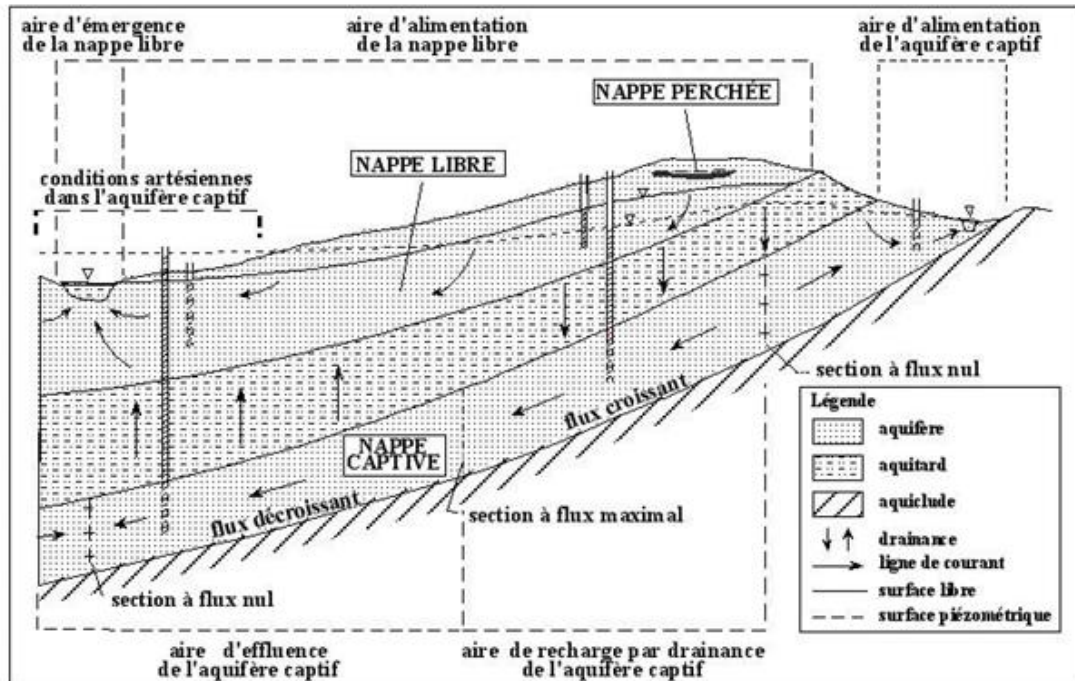 aire d'émergence
de la nappe libre
aire d'alimentation
de la nappe libre
aire d'alimentation
de l'aquifère captif
NAPPE PERCHÉE
NAPPE LIBRE
conditions artésiennes
dans l'aquifère captif
section à flux nul
flux croissant
NAPPE
CAPTIVE
flux décroissant
section à flux maximal
section à flux nul
Légende
aquifère
aquitard
aquiclude
drainance
ligne de courant
surface libre
surface piézométrique
aire d'effluence
de l'aquifère captif
aire de recharge par drainance
de l'aquifère captif